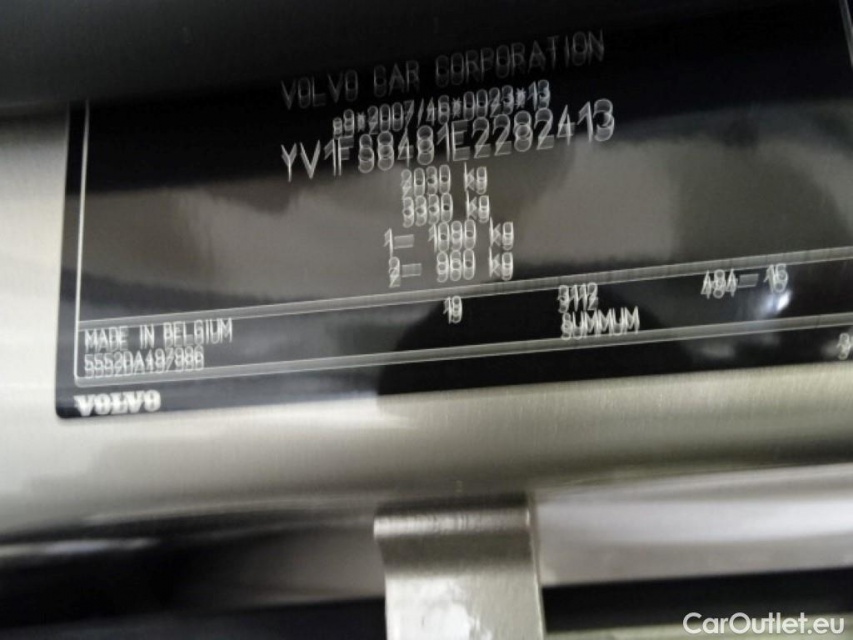 VOLVO CAR CORPORATION
e9*2007/46*0023*13
YV1FS8481E2282413
2030 kg
3330 kg
1= 1090 kg
2= 960 kg
19 3112 484=16
SUMMUM
MADE IN BELGIUM
VOLVO
CarOutlet.eu